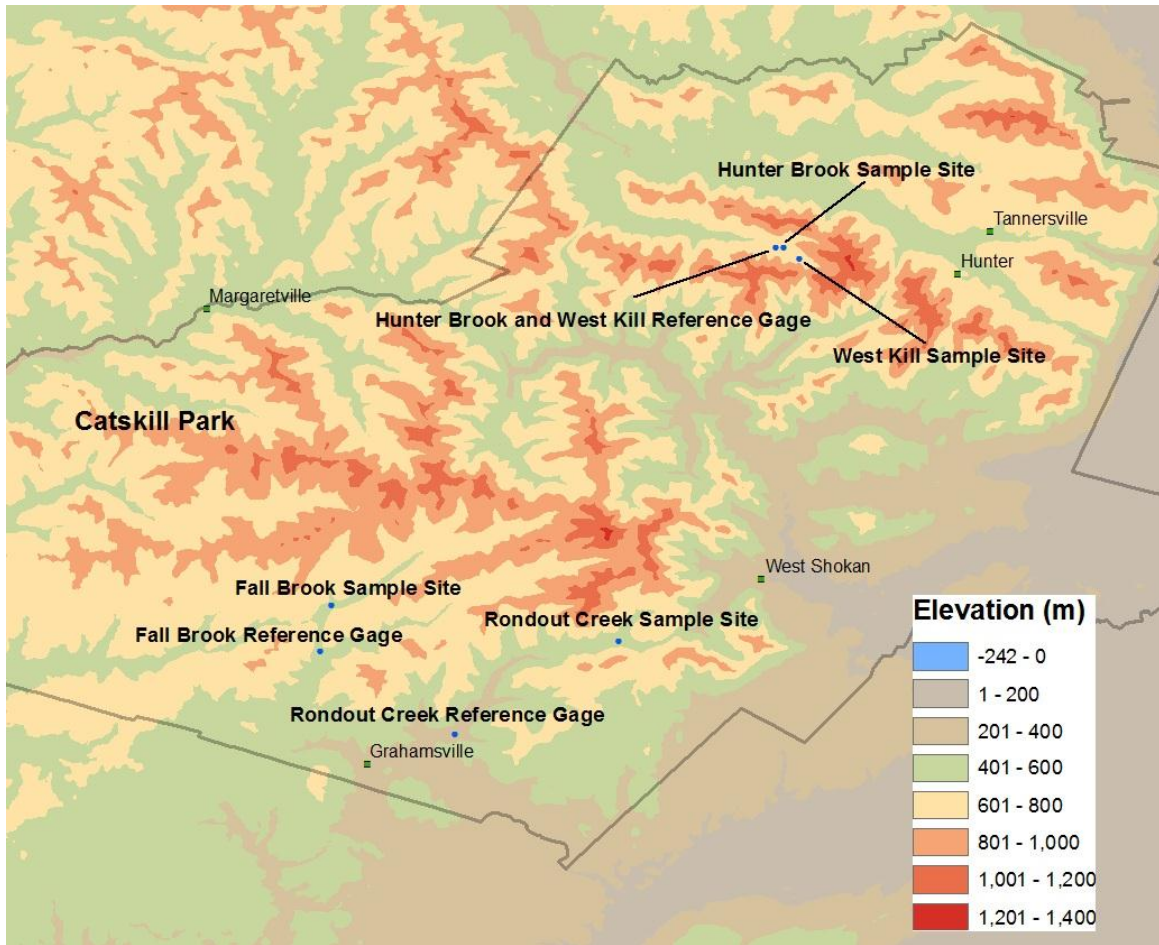 Hunter Brook Sample Site
Tannersville
Hunter
Margaretville
Hunter Brook and West Kill Reference Gage
West Kill Sample Site
Catskill Park
West Shokan
Fall Brook Sample Site
Rondout Creek Sample Site
Fall Brook Reference Gage
Rondout Creek Reference Gage
Grahamsville
Elevation (m)
-242 - 0
1 - 200
201 - 400
401 - 600
601 - 800
801 - 1,000
1,001 - 1,200
1,201 - 1,400